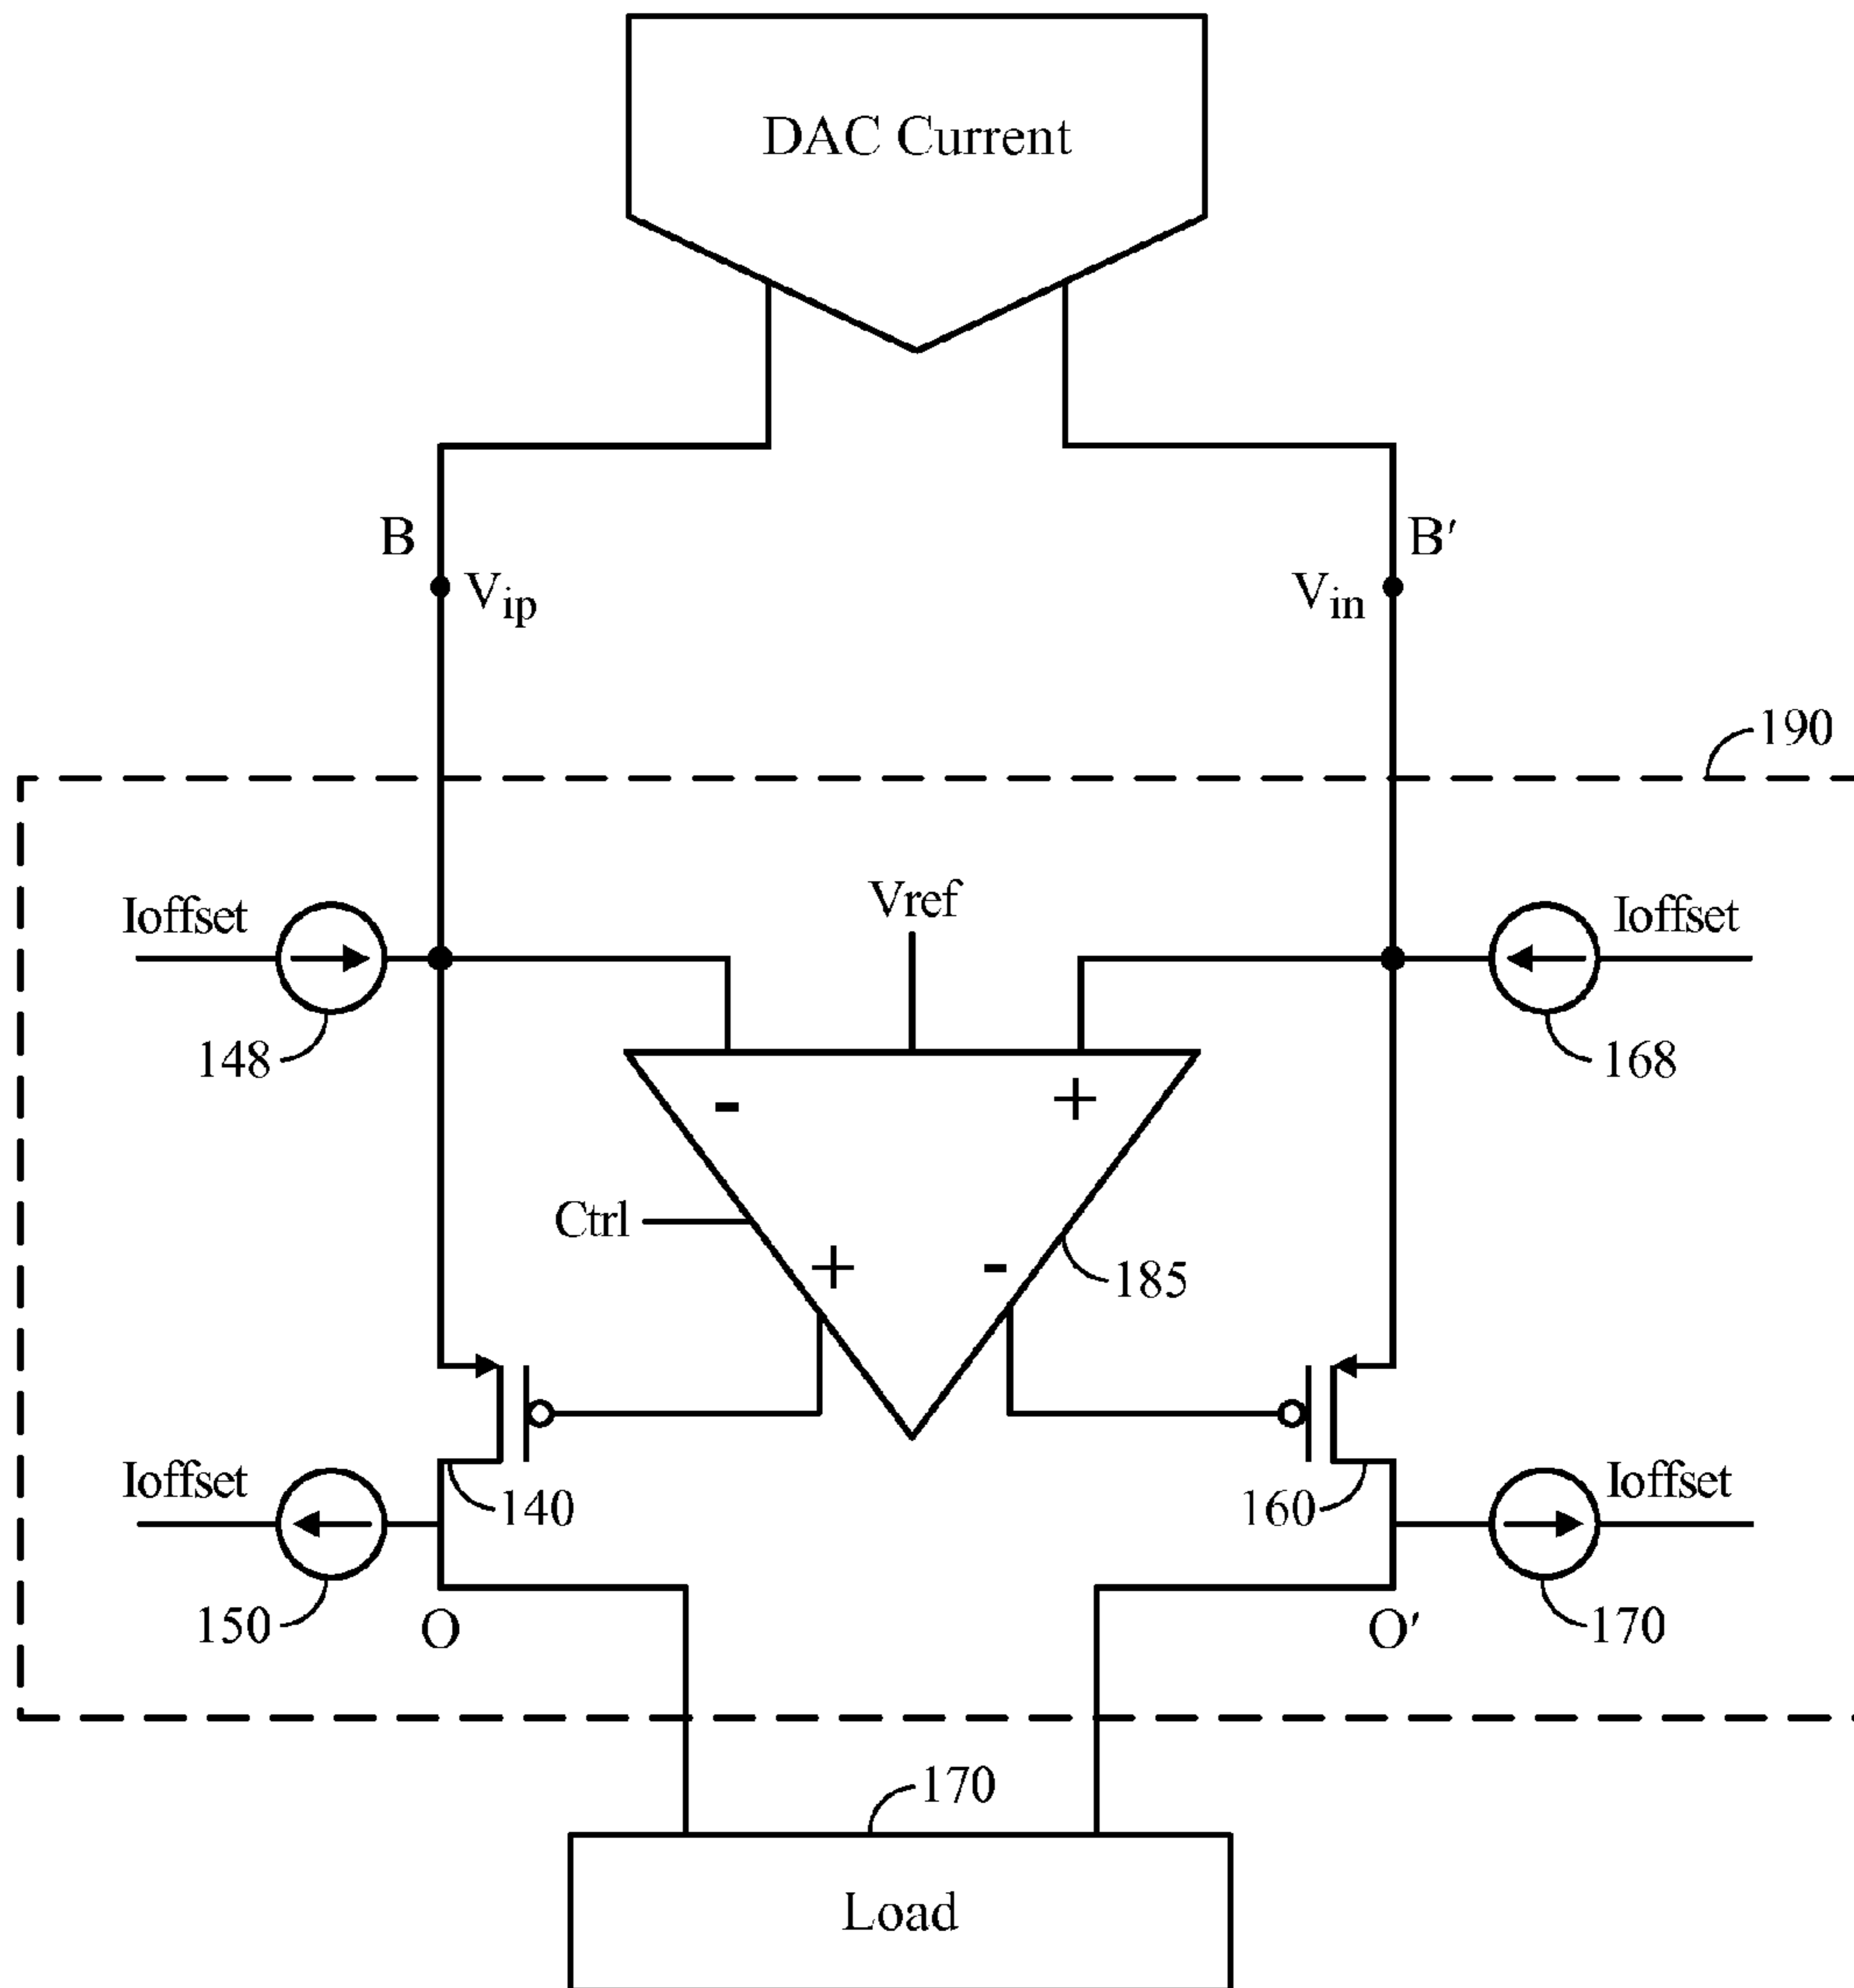 DAC Current
B
B'
Vip
Vin
190
Ioffset
Vref
Ioffset
148
168
-
+
Ctrl
+
-
185
Ioffset
140
160
Ioffset
150
O
O'
170
170
Load